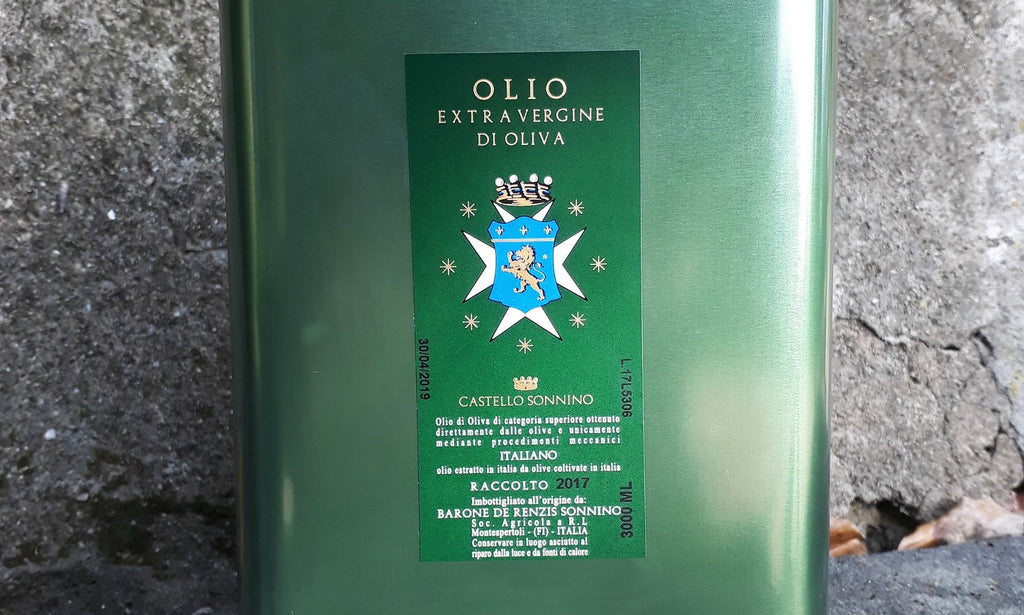 OLIO
EXTRAVERGINE
DI OLIVA
30/04/2019
L.17L5306
CASTELLO SONNINO
Olio di Oliva di categoria superiore ottenuto
direttamente dalle olive e unicamente
mediante procedimenti meccanici
ITALIANO
olio estratto in italia da olive coltivate in italia
RACCOLTO 2017
Imbottigliato all'origine da:
BARONE DE RENZIS SONNINO
Soc. Agricola a R.L
Montespertoli - (FI) - ITALIA
Conservare in luogo asciutto al
riparo dalla luce e da fonti di calore
3000 ML